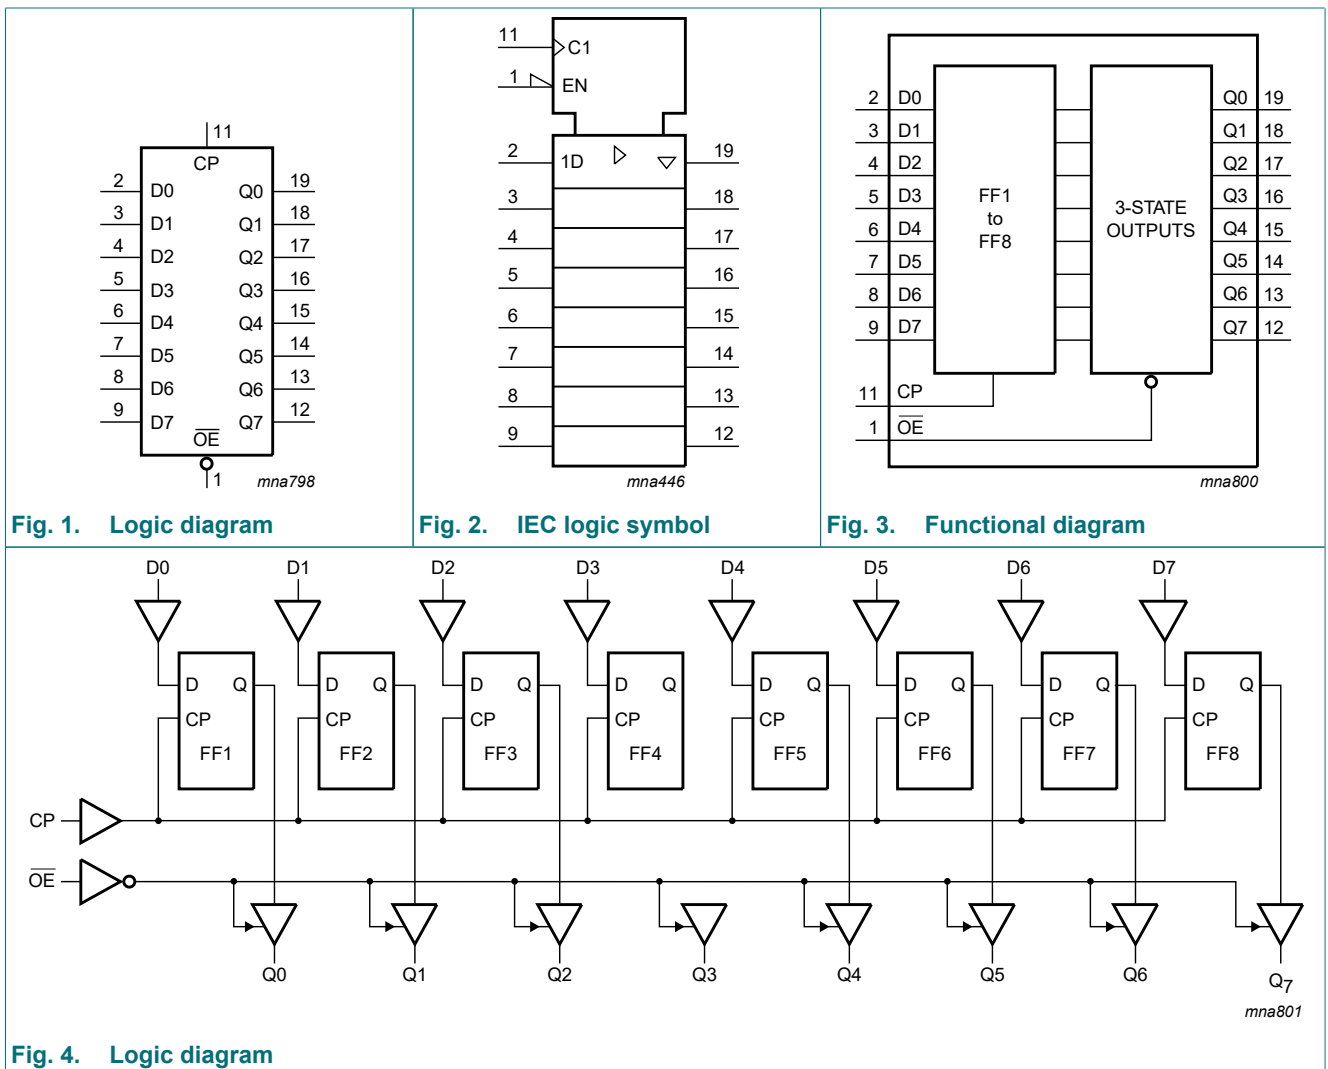 11
CP
2 D0 Q0 19
3 D1 Q1 18
4 D2 Q2 17
5 D3 Q3 16
6 D4 Q4 15
7 D5 Q5 14
8 D6 Q6 13
9 D7 Q7 12
OE
1
mna798
Fig. 1. Logic diagram
11 C1
1 EN
2 1D 19
3 18
4 17
5 16
6 15
7 14
8 13
9 12
mna446
Fig. 2. IEC logic symbol
2 D0 Q0 19
3 D1 Q1 18
4 D2 Q2 17
5 D3 Q3 16
6 D4 Q4 15
7 D5 Q5 14
8 D6 Q6 13
9 D7 Q7 12
FF1
to
FF8
3-STATE
OUTPUTS
11 CP
1 OE
mna800
Fig. 3. Functional diagram
D0 D1 D2 D3 D4 D5 D6 D7
D Q D Q D Q D Q D Q D Q D Q D Q
CP CP CP CP CP CP CP CP
FF1 FF2 FF3 FF4 FF5 FF6 FF7 FF8
CP
OE
Q0 Q1 Q2 Q3 Q4 Q5 Q6 Q7
mna801
Fig. 4. Logic diagram